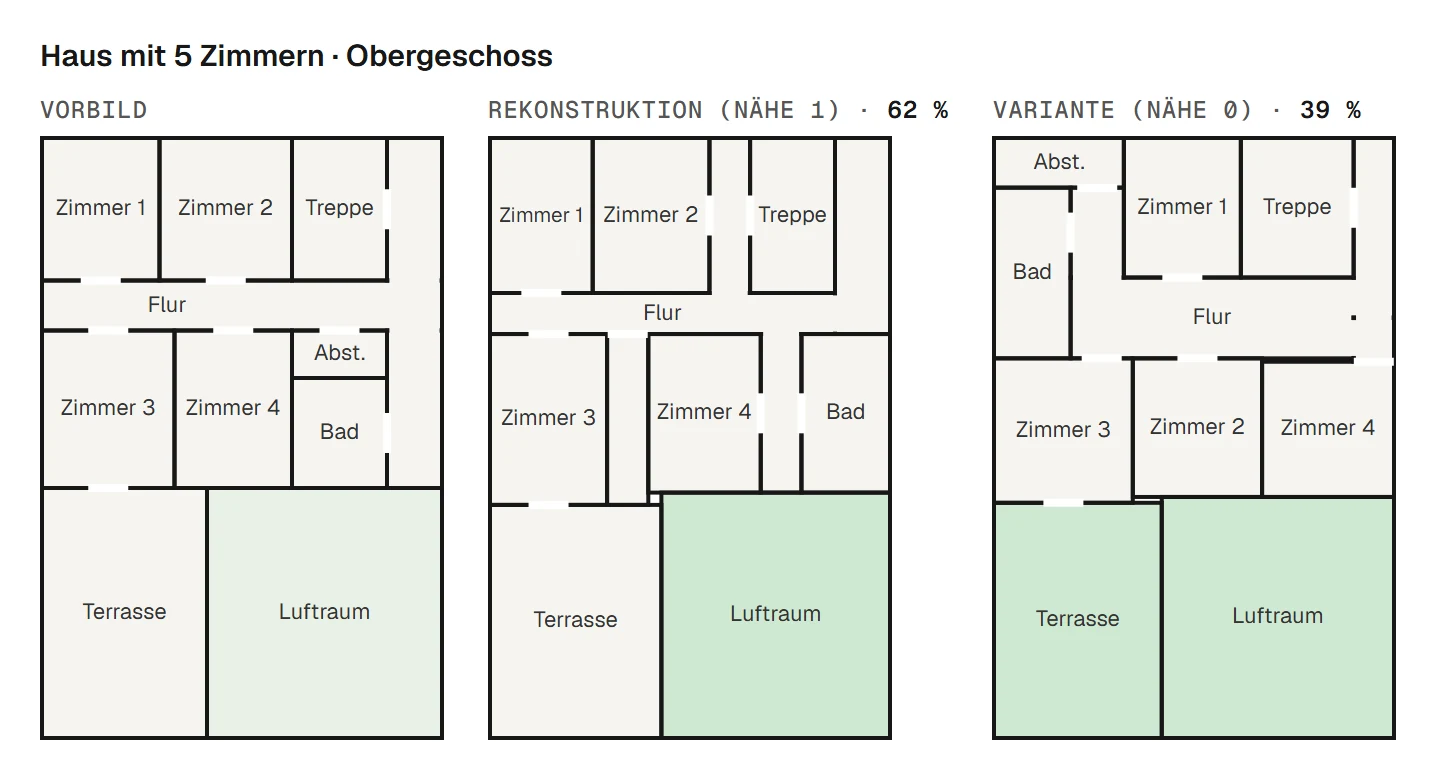 Haus mit 5 Zimmern · Obergeschoss
VORBILD
Zimmer 1
Zimmer 2
Treppe
Flur
Abst.
Zimmer 3
Zimmer 4
Bad
Terrasse
Luftraum
REKONSTRUKTION (NÄHE 1) · 62 %
Zimmer 1
Zimmer 2
Treppe
Flur
Zimmer 3
Zimmer 4
Bad
Terrasse
Luftraum
VARIANTE (NÄHE 0) · 39 %
Abst.
Zimmer 1
Treppe
Bad
Flur
Zimmer 3
Zimmer 2
Zimmer 4
Terrasse
Luftraum